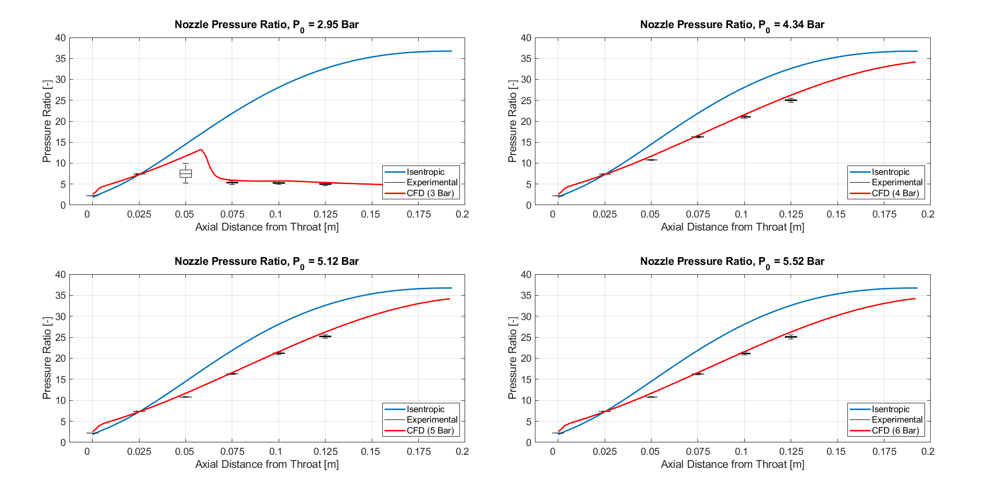 Nozzle Pressure Ratio, P0 = 2.95 Bar
40
35
30
25
20
15
10
5
0
Pressure Ratio [-]
0 0.025 0.05 0.075 0.1 0.125 0.15 0.175 0.2
Axial Distance from Throat [m]
Isentropic
Experimental
CFD (3 Bar)
Nozzle Pressure Ratio, P0 = 4.34 Bar
40
35
30
25
20
15
10
5
0
Pressure Ratio [-]
0 0.025 0.05 0.075 0.1 0.125 0.15 0.175 0.2
Axial Distance from Throat [m]
Isentropic
Experimental
CFD (4 Bar)
Nozzle Pressure Ratio, P0 = 5.12 Bar
40
35
30
25
20
15
10
5
0
Pressure Ratio [-]
0 0.025 0.05 0.075 0.1 0.125 0.15 0.175 0.2
Axial Distance from Throat [m]
Isentropic
Experimental
CFD (5 Bar)
Nozzle Pressure Ratio, P0 = 5.52 Bar
40
35
30
25
20
15
10
5
0
Pressure Ratio [-]
0 0.025 0.05 0.075 0.1 0.125 0.15 0.175 0.2
Axial Distance from Throat [m]
Isentropic
Experimental
CFD (6 Bar)